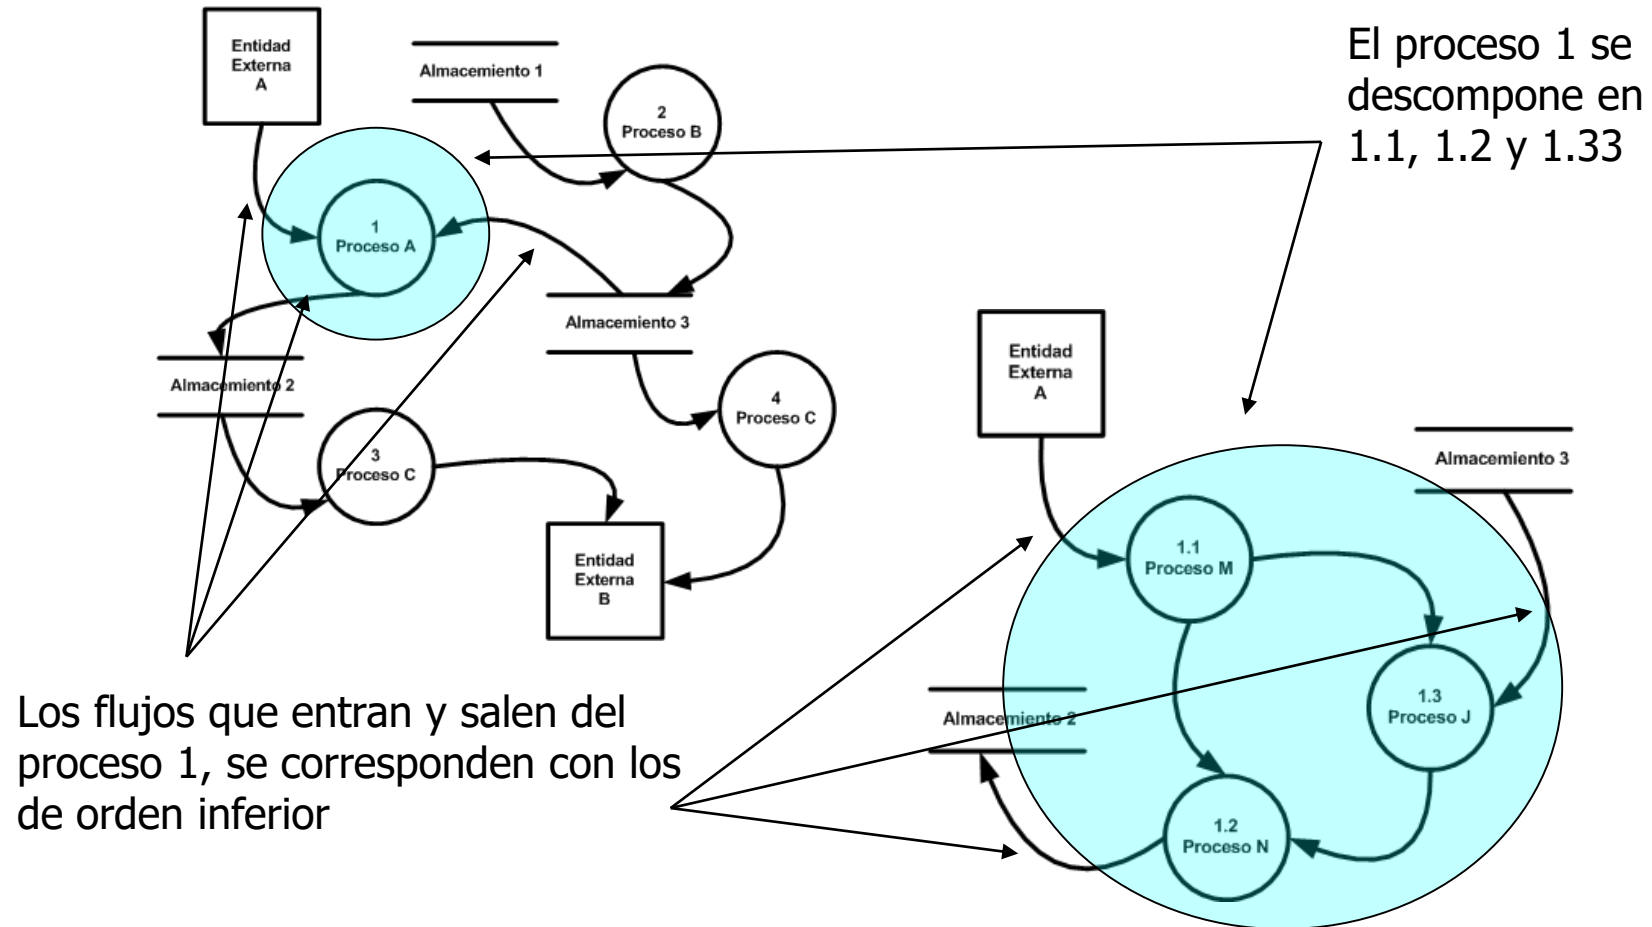 Entidad
Externa
A
Almacemiento 1
2
Proceso B
El proceso 1 se
descompone en
1.1, 1.2 y 1.33
1
Proceso A
Almacemiento 3
Almacemiento 2
3
Proceso C
4
Proceso C
Entidad
Externa
B
Entidad
Externa
A
Almacemiento 3
1.1
Proceso M
1.3
Proceso J
Almacemiento 2
1.2
Proceso N
Los flujos que entran y salen del
proceso 1, se corresponden con los
de orden inferior